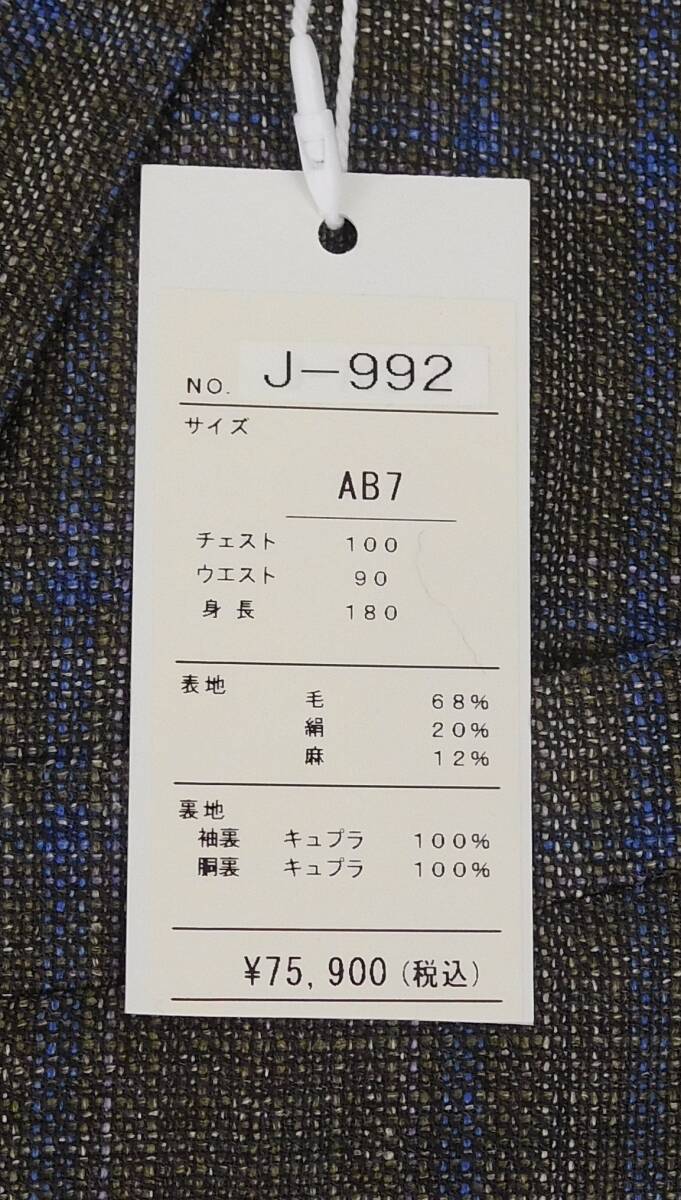 NO. J-992
サイズ
AB7
チェスト 100
ウエスト 90
身長 180
表地 毛 68%
絹 20%
麻 12%
裏地
袖裏 キュプラ 100%
胴裏 キュプラ 100%
¥75,900(税込)